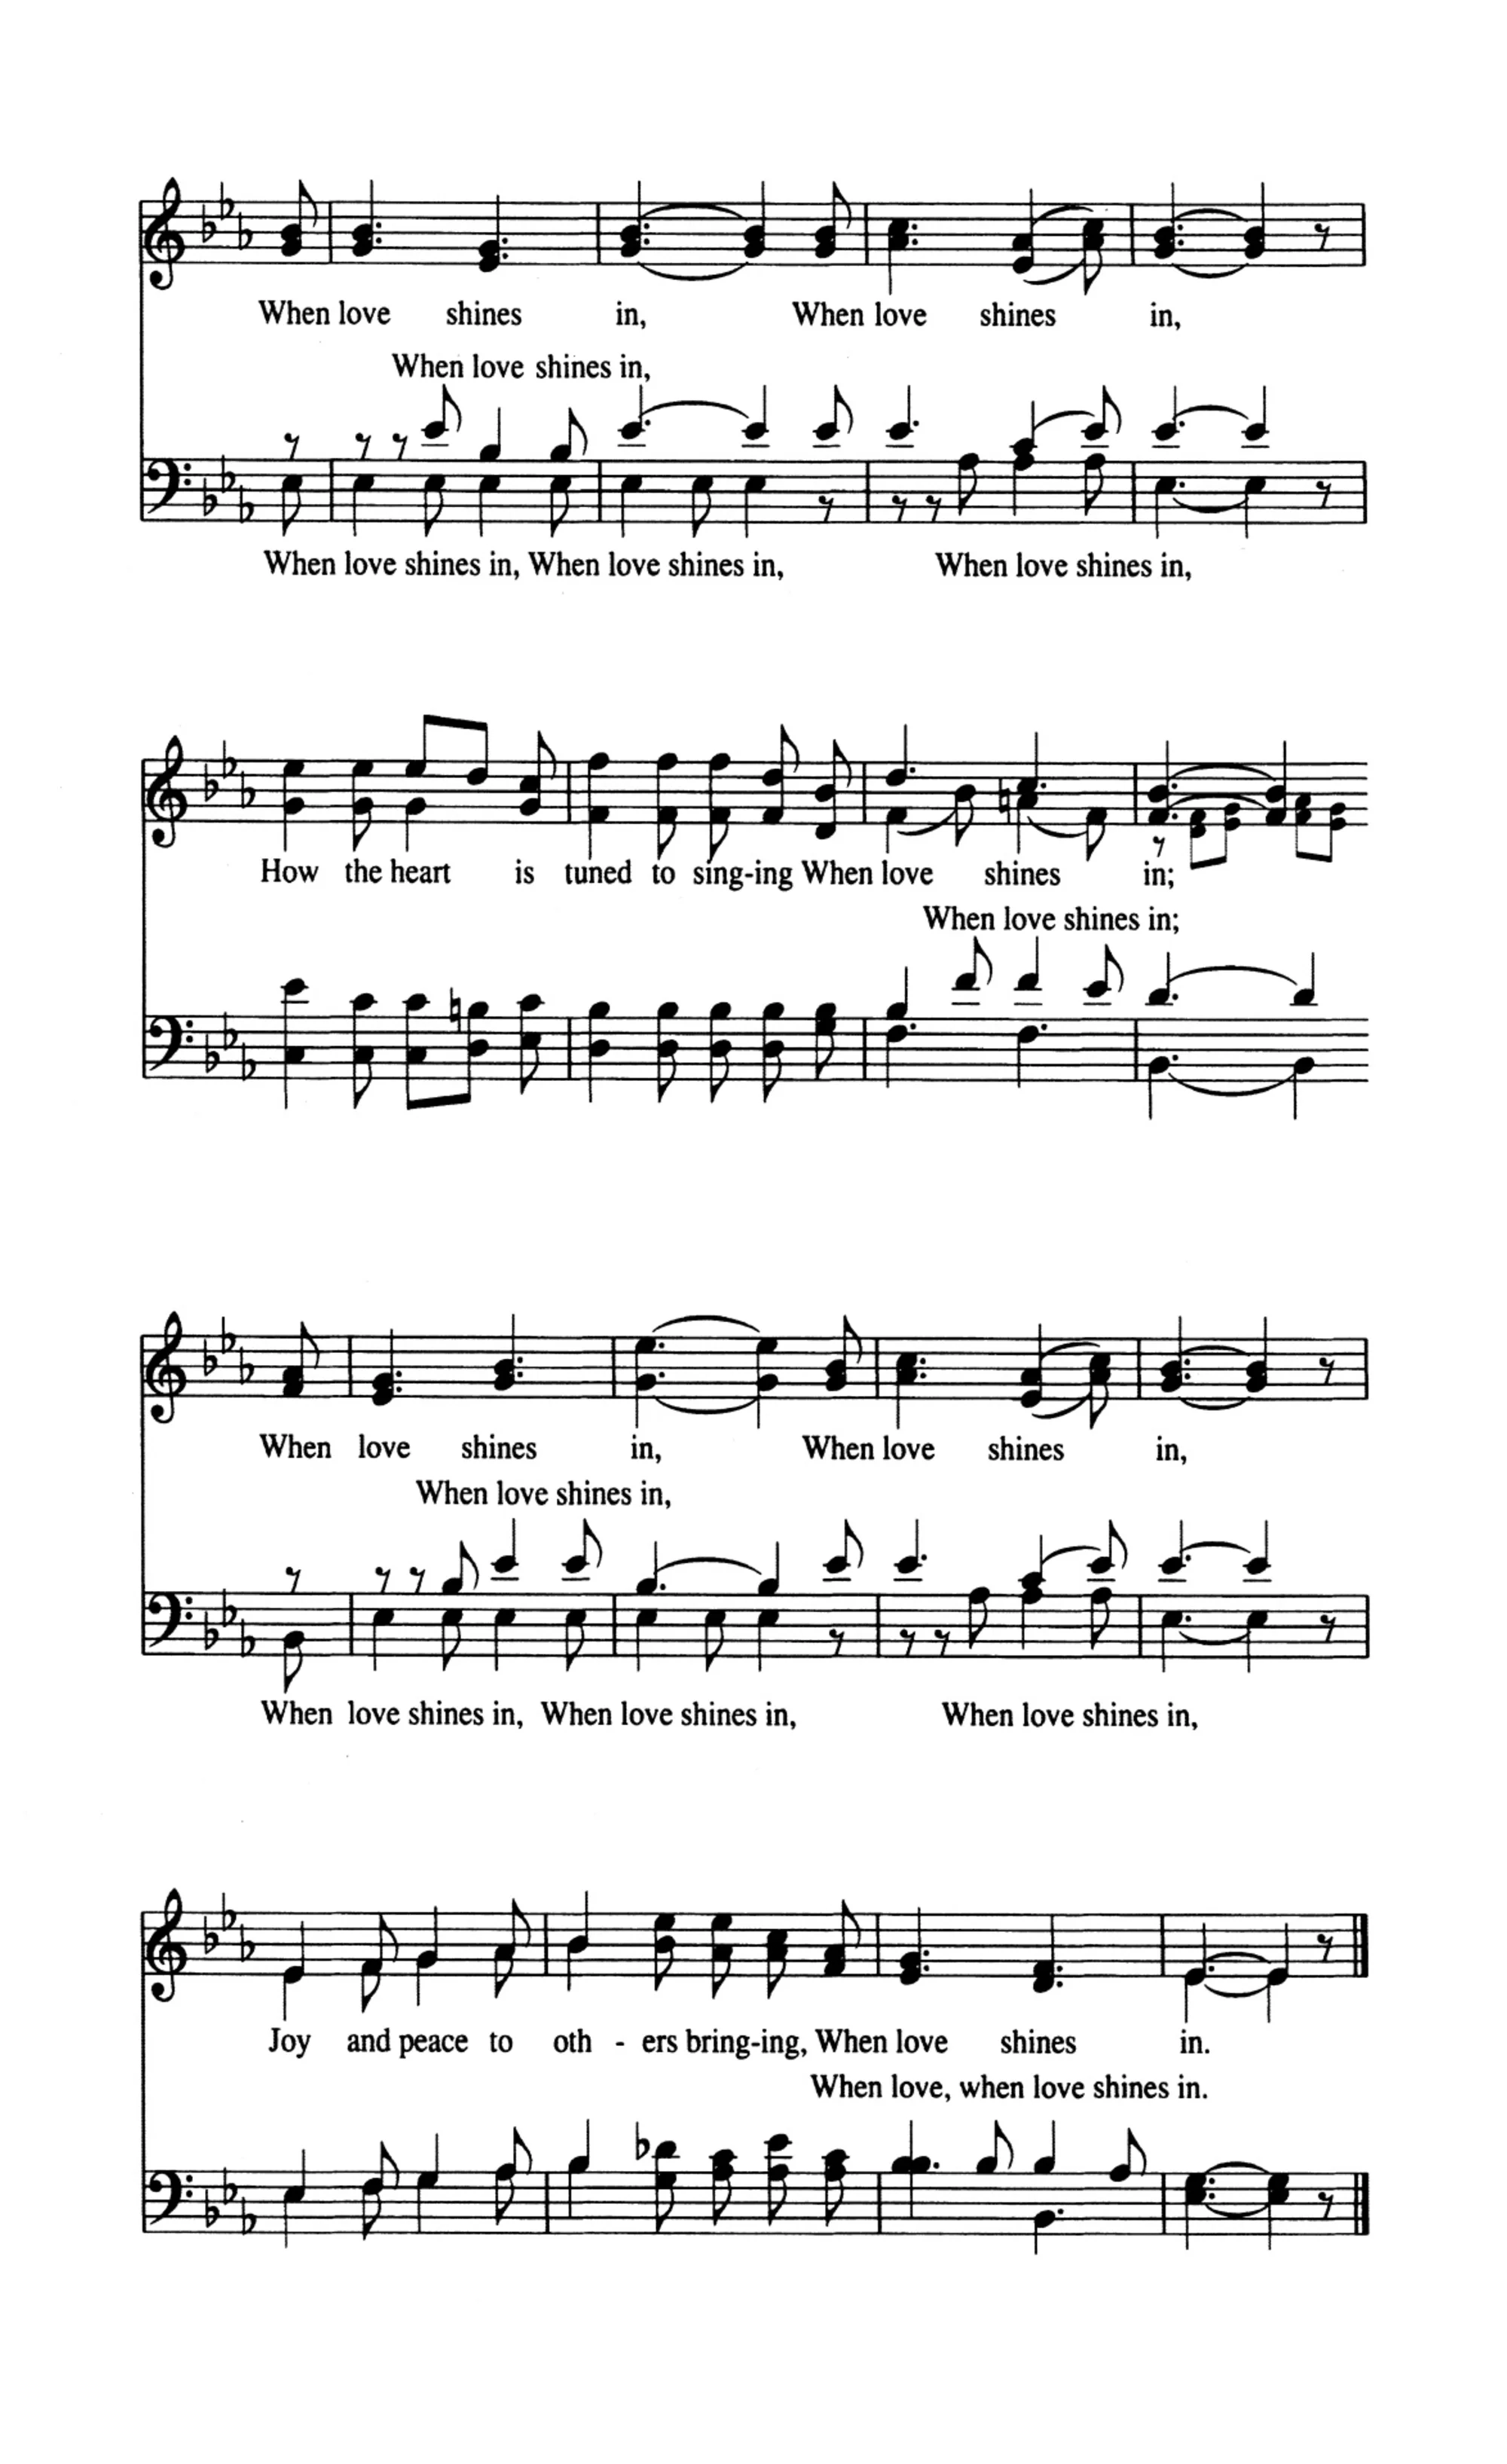 When love shines in, When love shines in,
When love shines in,
When love shines in, When love shines in, When love shines in,
How the heart is tuned to sing-ing When love shines in;
When love shines in;
When love shines in, When love shines in,
When love shines in,
When love shines in, When love shines in, When love shines in,
Joy and peace to oth - ers bring-ing, When love shines in.
When love, when love shines in.